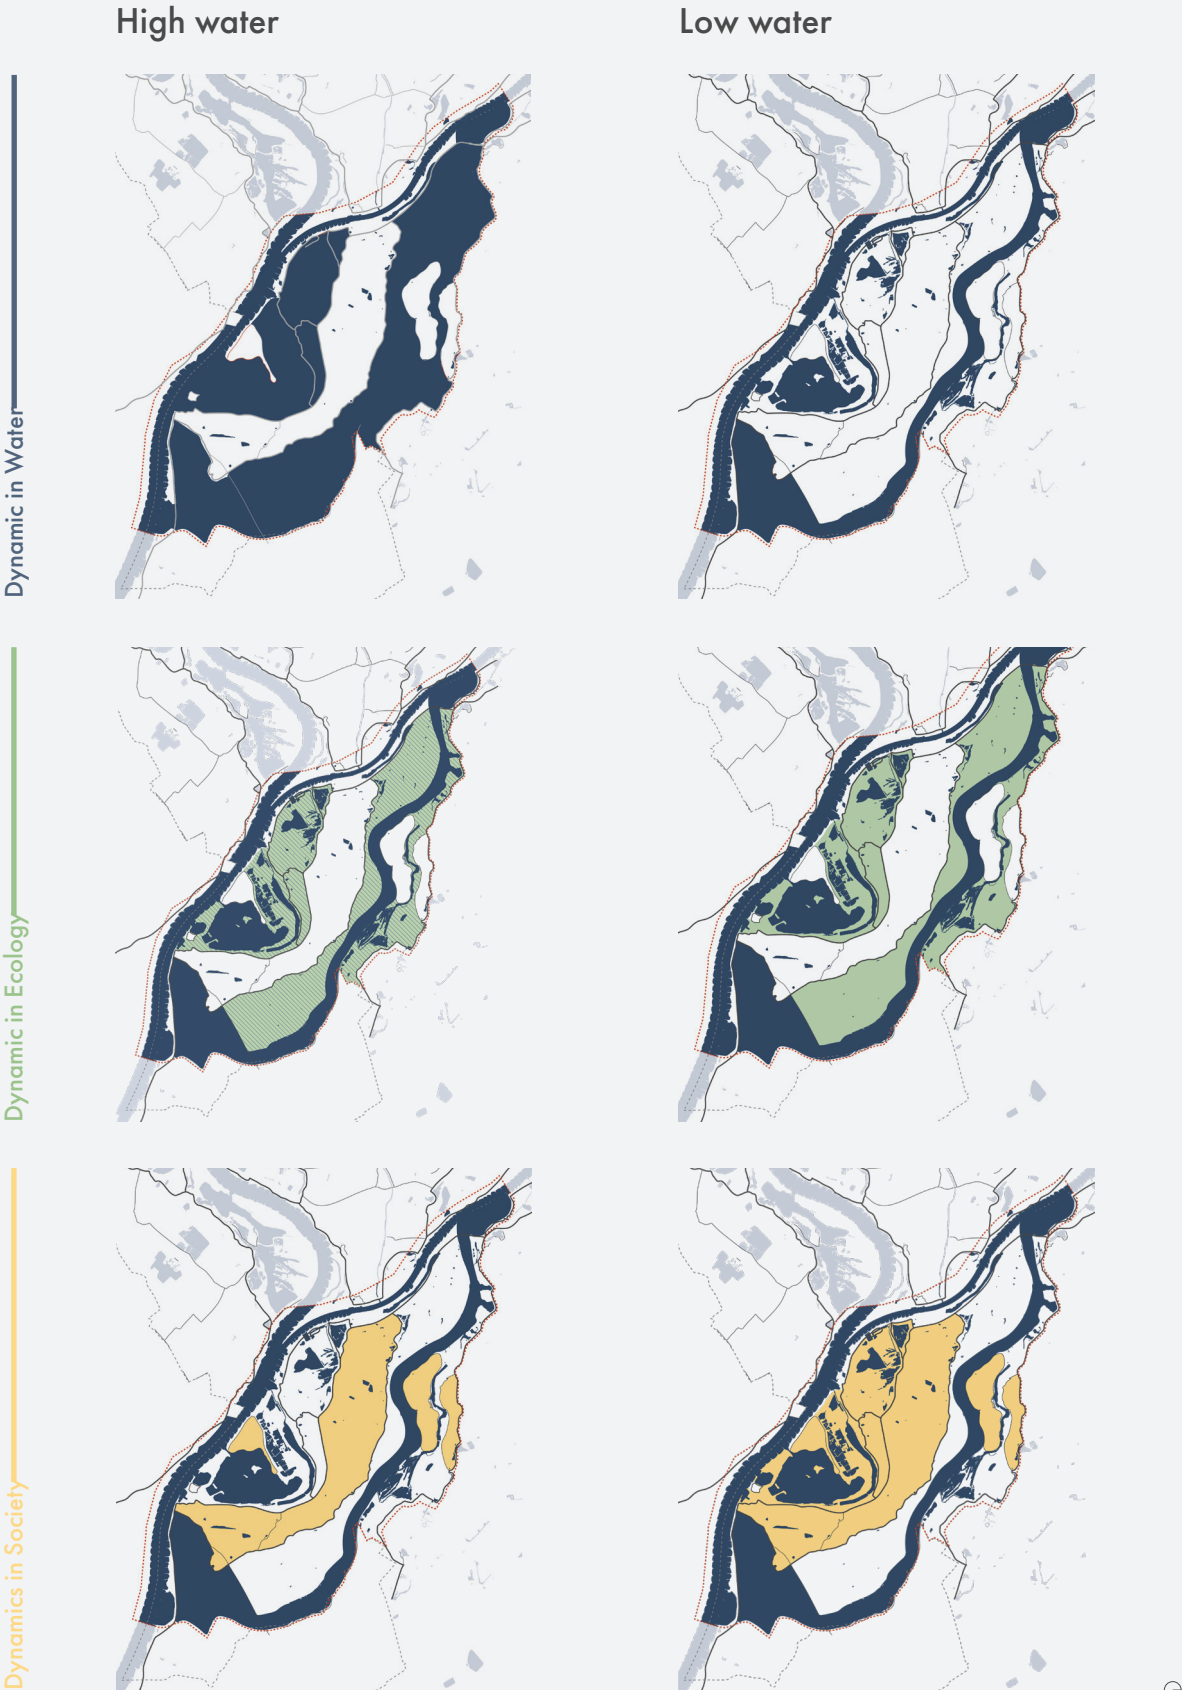 High water
Low water
Dynamic in Water
Dynamic in Ecology
Dynamics in Society